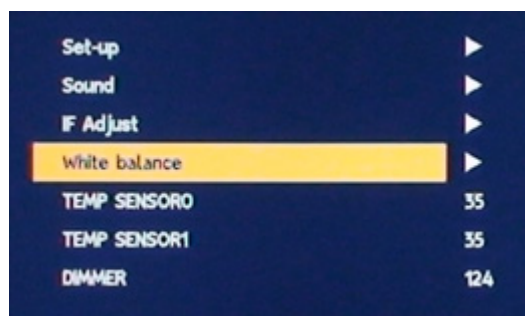 Set-up
Sound
IF Adjust
White balance
TEMP SENSOR0 35
TEMP SENSOR1 35
DIMMER 124